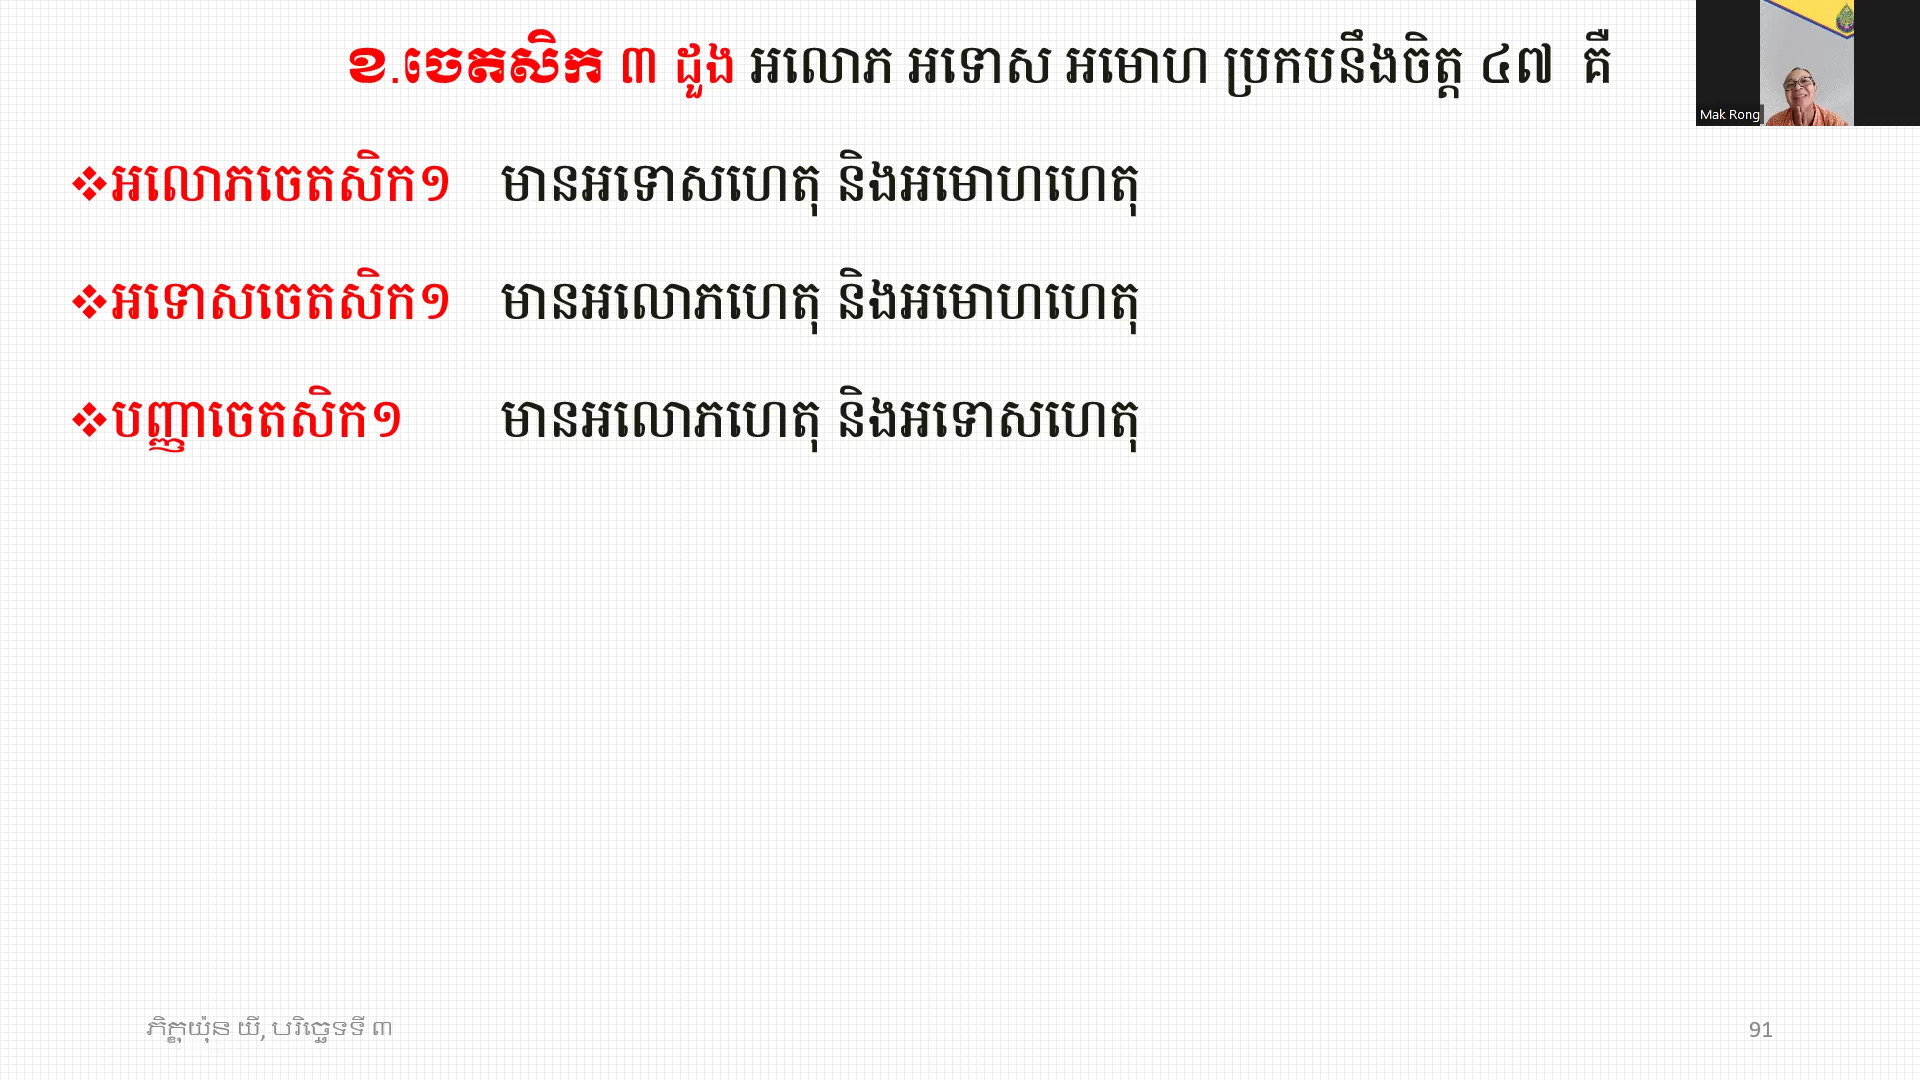 ខ.ចេតសិក ៣ ដួង អលោភ អទោស អមោហ ប្រកបនឹងចិត្ត ៤៧ គឺ
Mak Rong
❖អលោភចេតសិក១ មានអទោសហេតុ និងអមោហហេតុ
❖អទោសចេតសិក១ មានអលោភហេតុ និងអមោហហេតុ
❖បញ្ញាចេតសិក១ មានអលោភហេតុ និងអទោសហេតុ
ភិក្ខុយ៉ុន យី, បរិច្ឆេទទី ៣
91